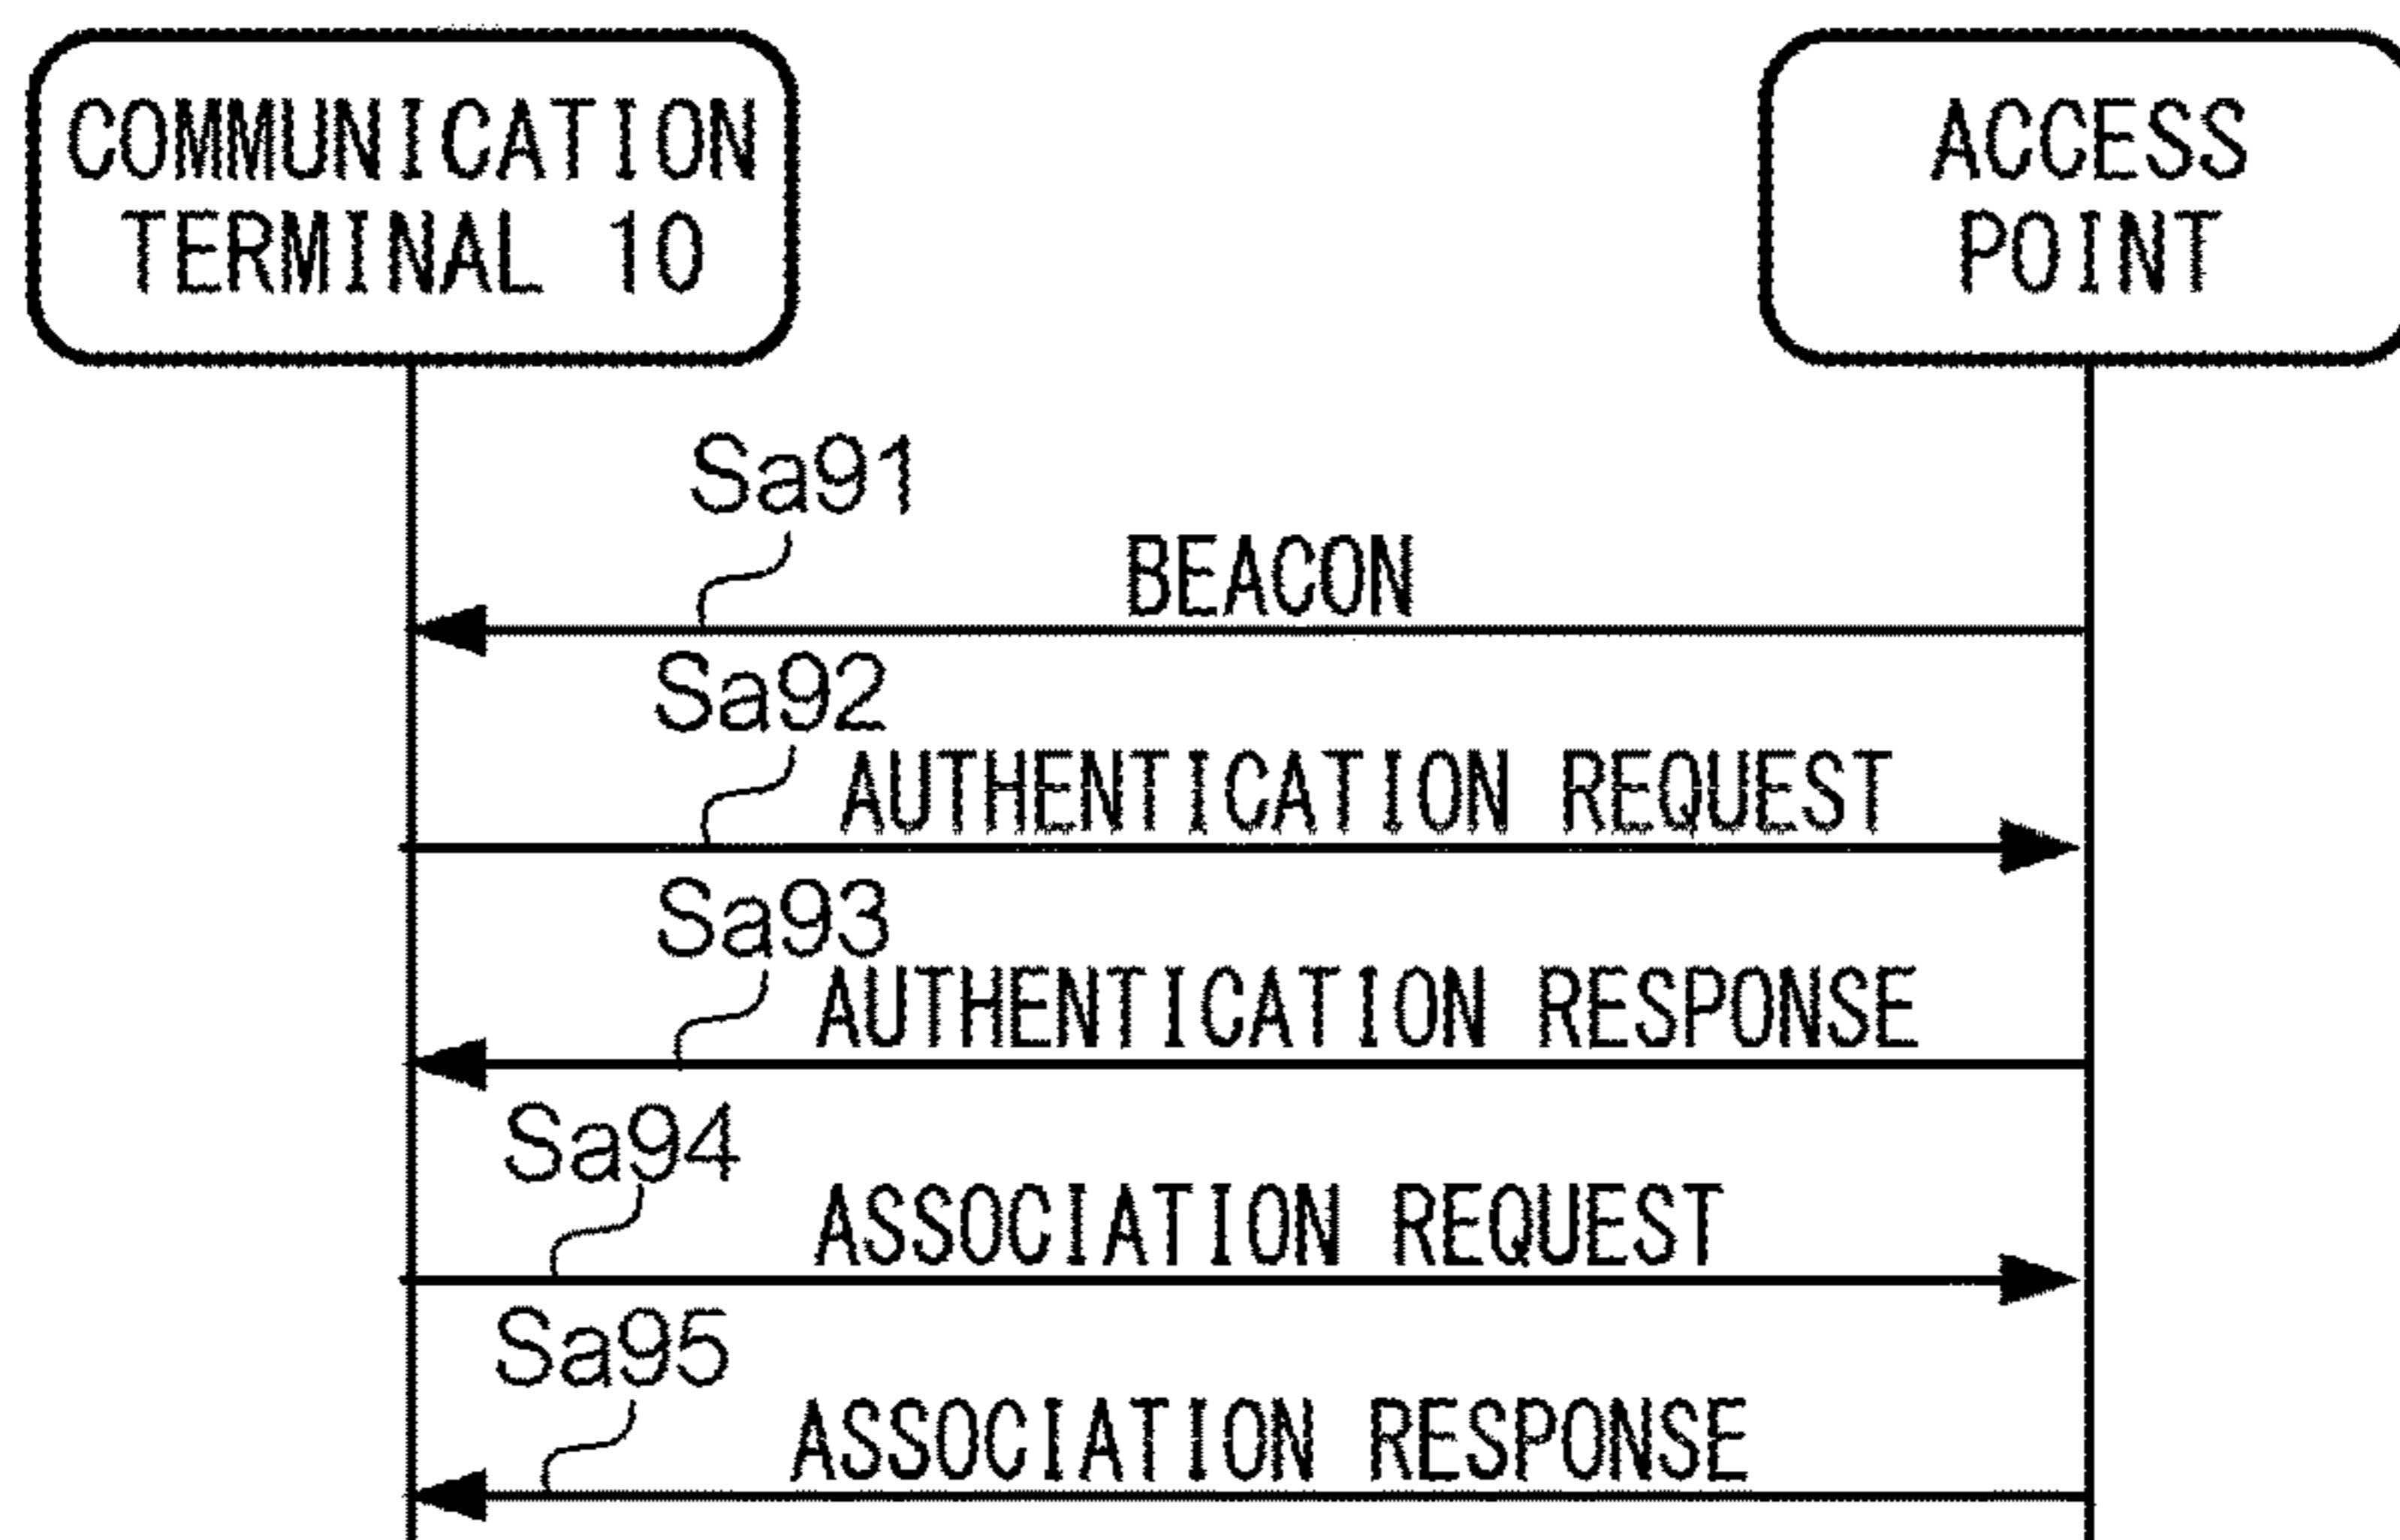 COMMUNICATION
TERMINAL 10
ACCESS
POINT
Sa91
BEACON
Sa92
AUTHENTICATION REQUEST
Sa93
AUTHENTICATION RESPONSE
Sa94
ASSOCIATION REQUEST
Sa95
ASSOCIATION RESPONSE